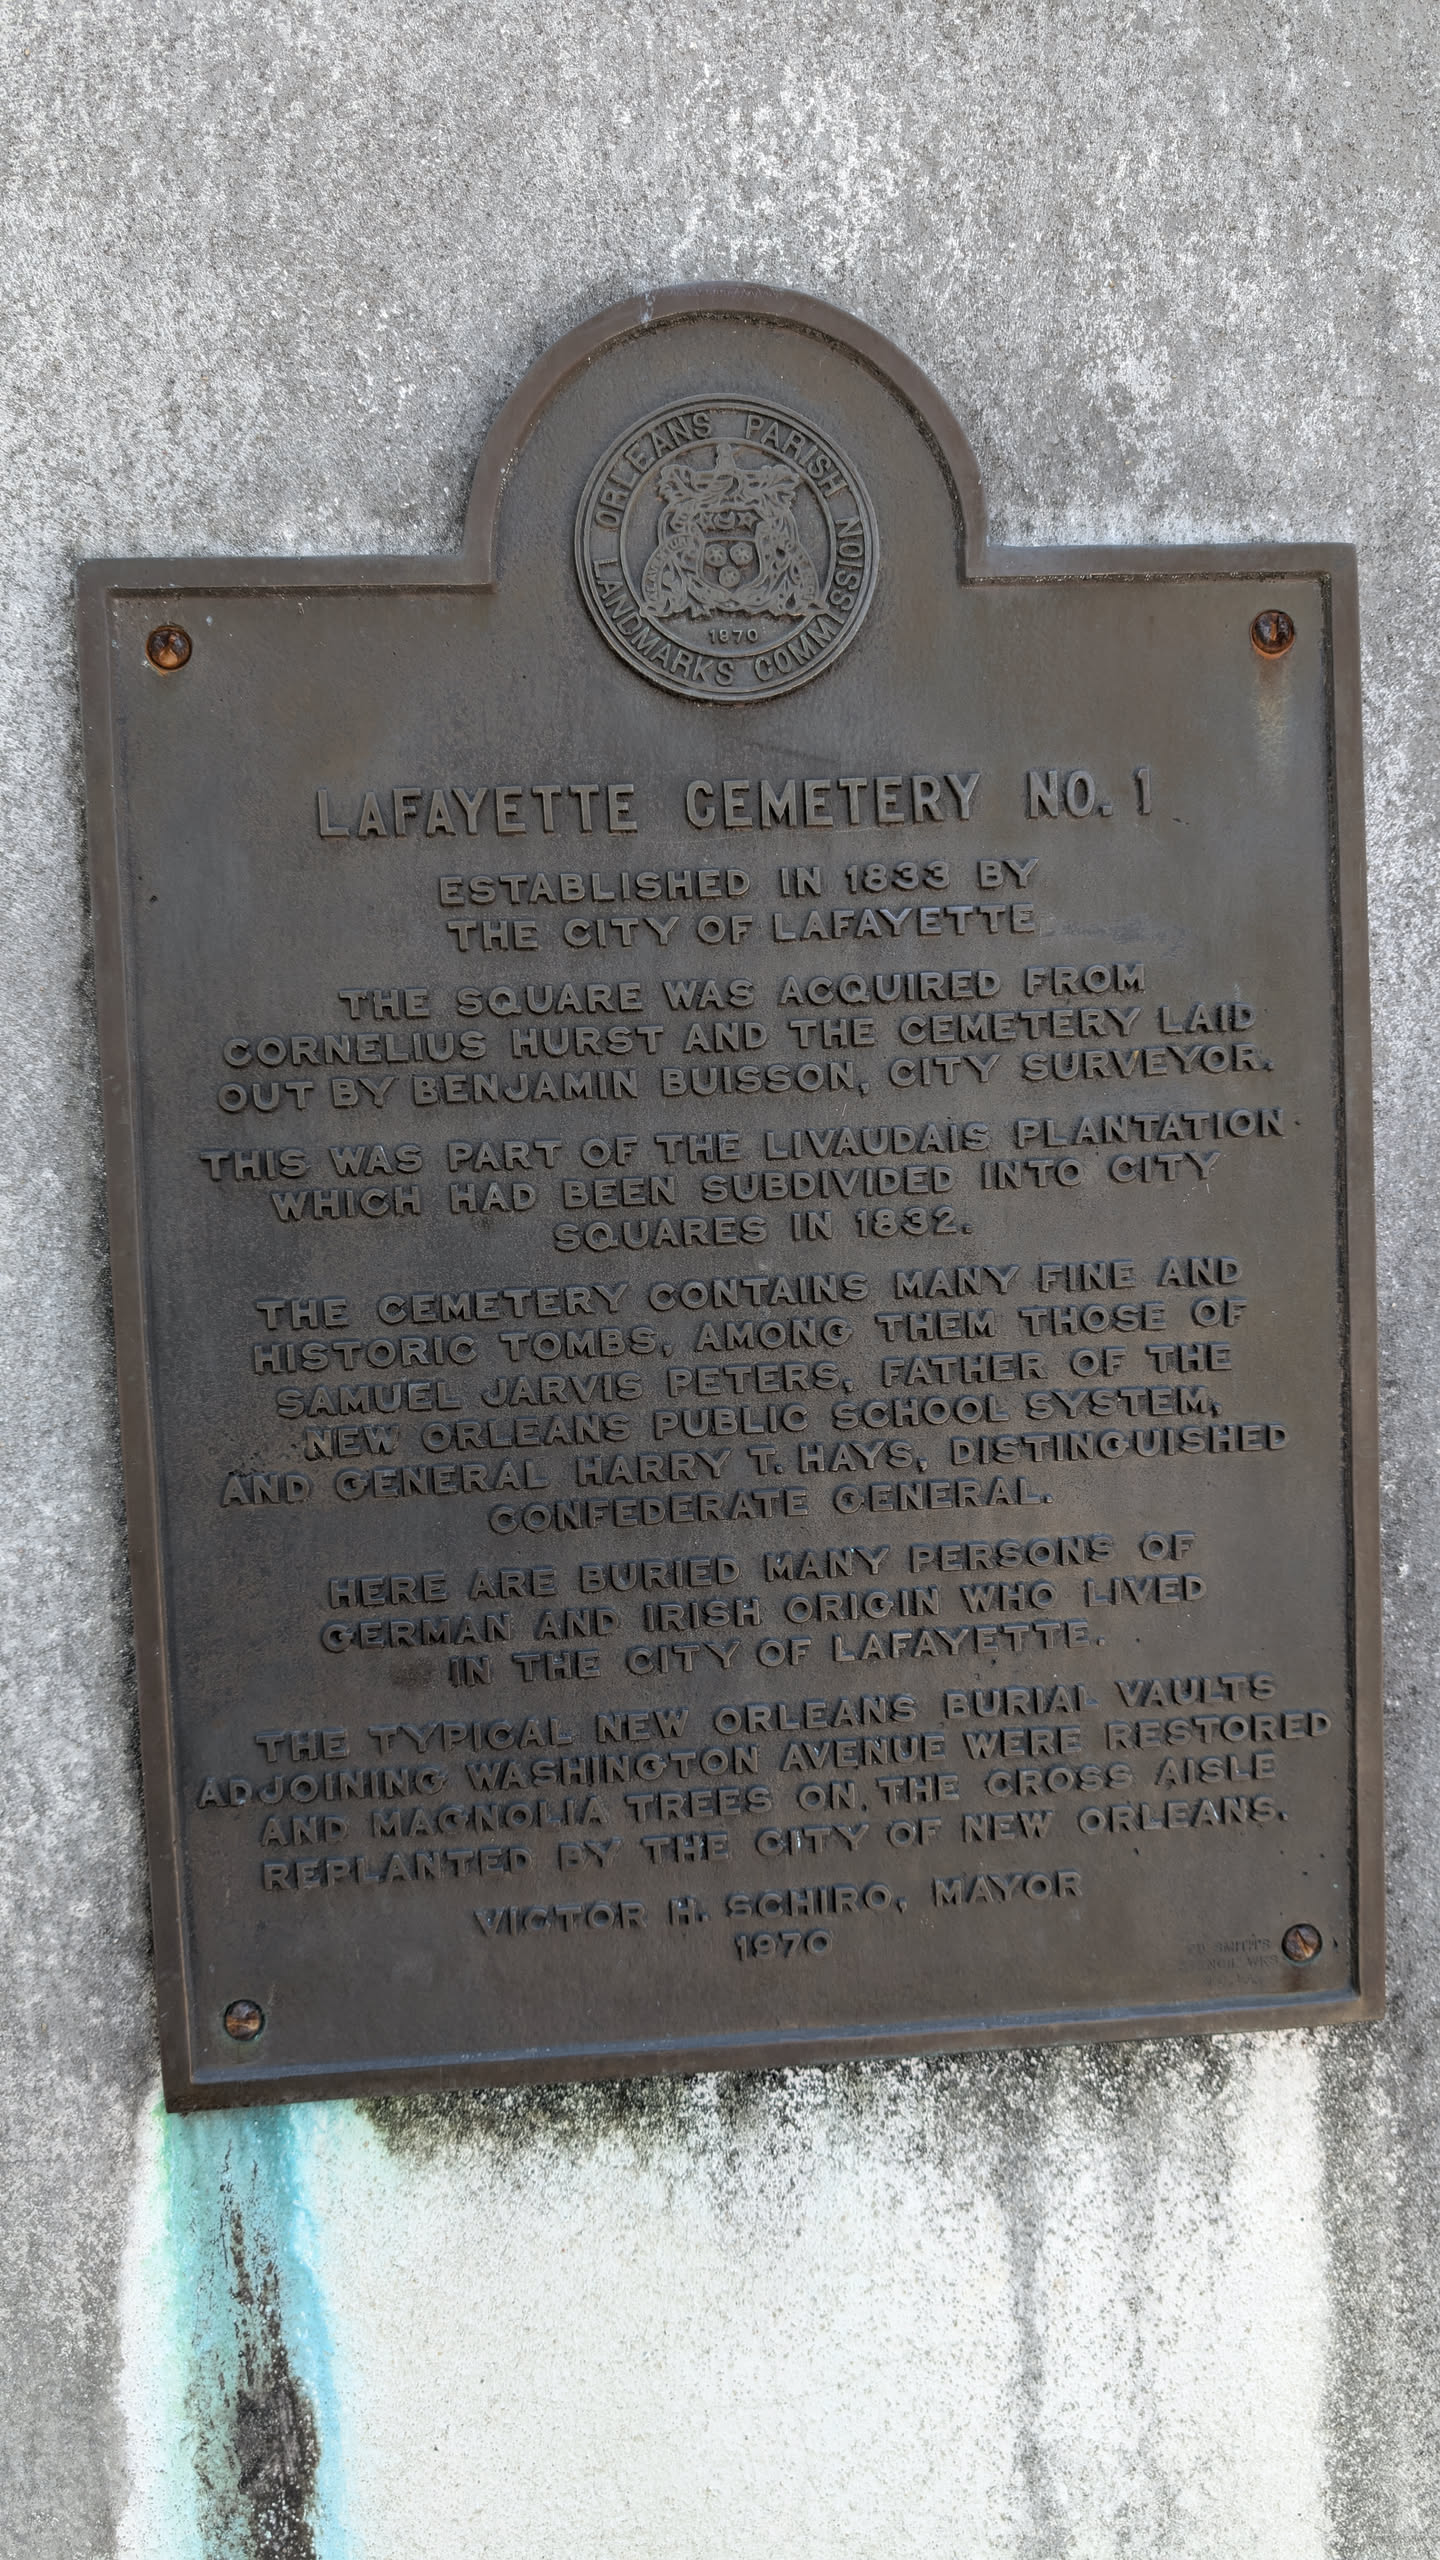 ORLEANS PARISH
LANDMARKS COMMISSION
1970
LAFAYETTE CEMETERY NO. 1
ESTABLISHED IN 1833 BY
THE CITY OF LAFAYETTE
THE SQUARE WAS ACQUIRED FROM
CORNELIUS HURST AND THE CEMETERY LAID
OUT BY BENJAMIN BUISSON, CITY SURVEYOR.
THIS WAS PART OF THE LIVAUDAIS PLANTATION
WHICH HAD BEEN SUBDIVIDED INTO CITY
SQUARES IN 1832.
THE CEMETERY CONTAINS MANY FINE AND
HISTORIC TOMBS, AMONG THEM THOSE OF
SAMUEL JARVIS PETERS, FATHER OF THE
NEW ORLEANS PUBLIC SCHOOL SYSTEM,
AND GENERAL HARRY T. HAYS, DISTINGUISHED
CONFEDERATE GENERAL.
HERE ARE BURIED MANY PERSONS OF
GERMAN AND IRISH ORIGIN WHO LIVED
IN THE CITY OF LAFAYETTE.
THE TYPICAL NEW ORLEANS BURIAL VAULTS
ADJOINING WASHINGTON AVENUE WERE RESTORED
AND MAGNOLIA TREES ON THE CROSS AISLE
REPLANTED BY THE CITY OF NEW ORLEANS.
VICTOR H. SCHIRO, MAYOR
1970
SMITH'S
WKS